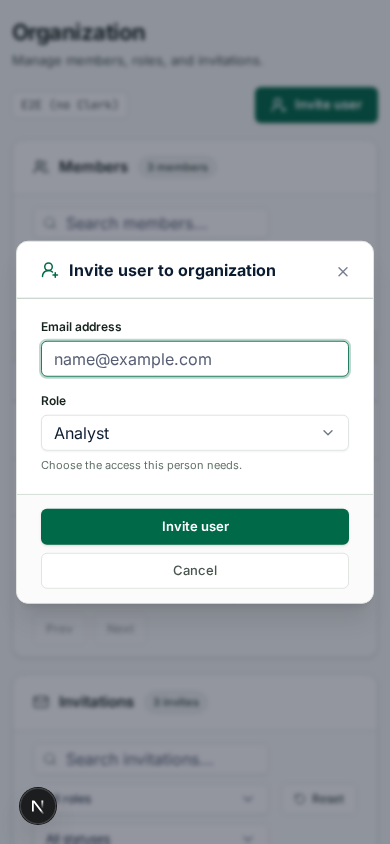 Organization
Manage members, roles, and invitations.
E2E (no Clerk)
Invite user
Members
3 members
Search members...
Invite user to organization
Email address
name@example.com
Role
Analyst
Choose the access this person needs.
Invite user
Cancel
Prev
Next
Invitations
3 invites
Search invitations...
roles
Reset
All statuses
N